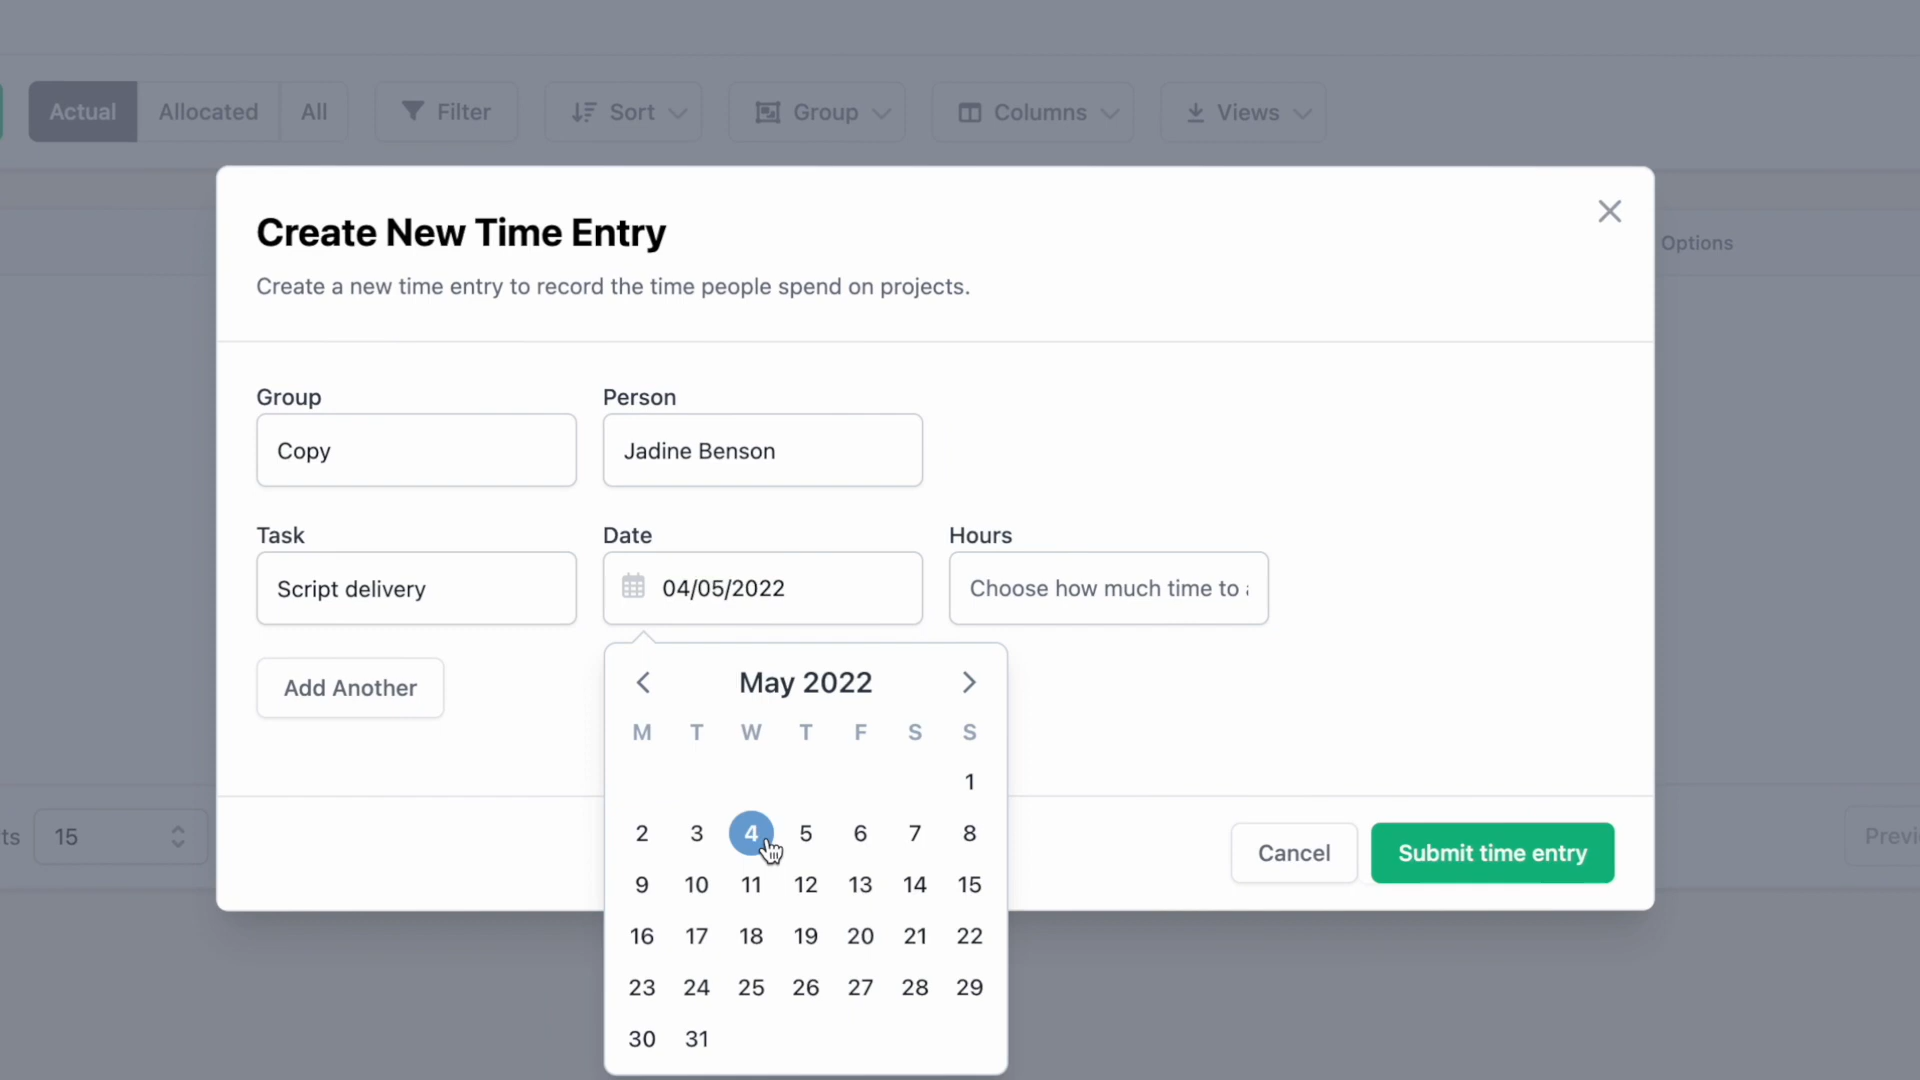 Actual Allocated All Filter Sort Group Columns Views
Create New Time Entry
Create a new time entry to record the time people spend on projects.
Options
Group Person
Copy Jadine Benson
Task Date Hours
Script delivery 04/05/2022 Choose how much time to
Add Another
May 2022
M T W T F S S
1
2 3 4 5 6 7 8
9 10 11 12 13 14 15
16 17 18 19 20 21 22
23 24 25 26 27 28 29
30 31
ts 15
Cancel Submit time entry
Previ